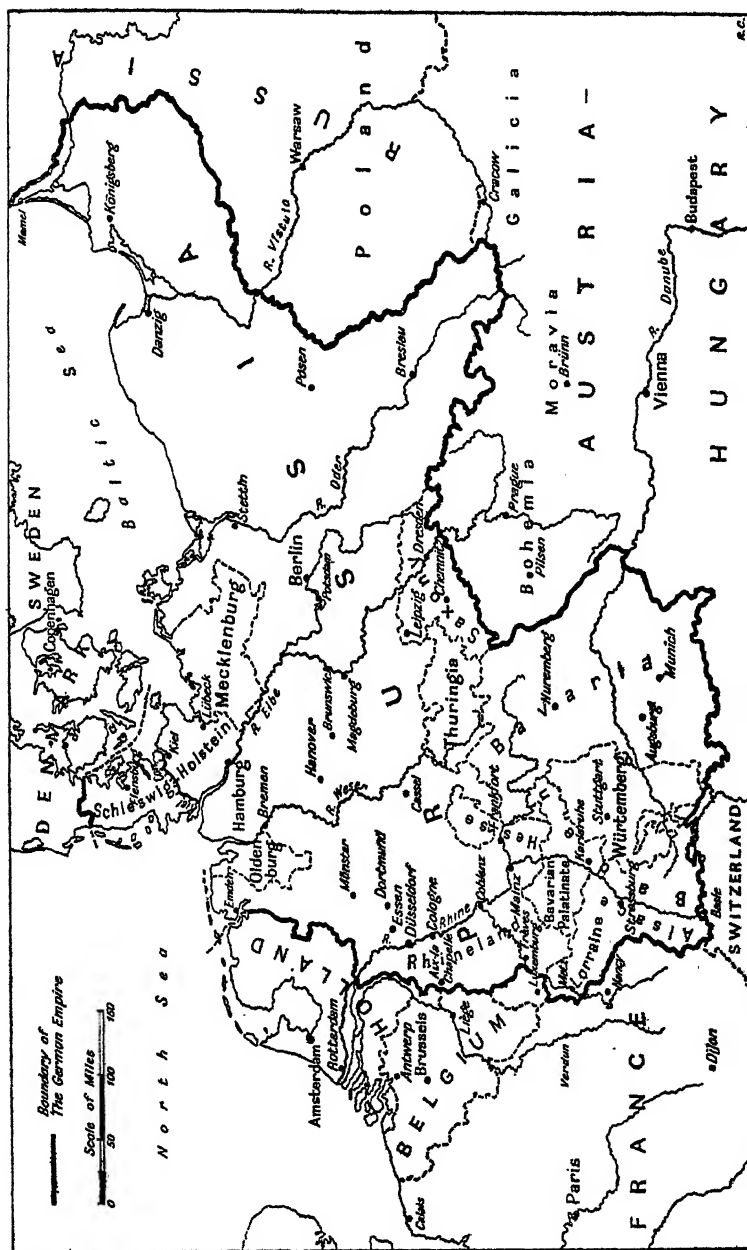 Boundary of
The German Empire
Scale of Miles
0 50 100 150
North Sea
Baltic Sea
SWEDEN
DENMARK
Copenhagen
RUSSIA
Memel
Königsberg
Danzig
Schleswig
Flensburg
Kiel
Holstein
Lübeck
Mecklenburg
Stettin
Hamburg
Bremen
R. Elbe
Emden
Oldenburg
HOLLAND
Amsterdam
Rotterdam
PRUSSIA
Berlin
Potsdam
R. Oder
Posen
R. Vistula
Warsaw
Poland
Hanover
Brunswick
Magdeburg
R. Weser
Münster
Dortmund
Essen
Düsseldorf
Cologne
Cassel
Leipzig
Dresden
Chemnitz
Saxony
Thuringia
Breslau
Antwerp
Brussels
BELGIUM
Liège
Calais
Aix-la-
Chapelle
Rhineland
Rhine
Coblenz
Frankfort
Hesse
Mainz
Trèves
Luxemburg
Bavarian
Palatinate
Bavaria
Nuremberg
Bohemia
Prague
Pilsen
Moravia
Brünn
Cracow
Galicia
AUSTRIA-
HUNGARY
Verdun
Metz
Lorraine
Nancy
Karlsruhe
Stuttgart
Württemberg
Baden
Strassburg
Alsace
Augsburg
Munich
Vienna
R. Danube
Budapest
Paris
FRANCE
Dijon
Basle
SWITZERLAND
R.C.